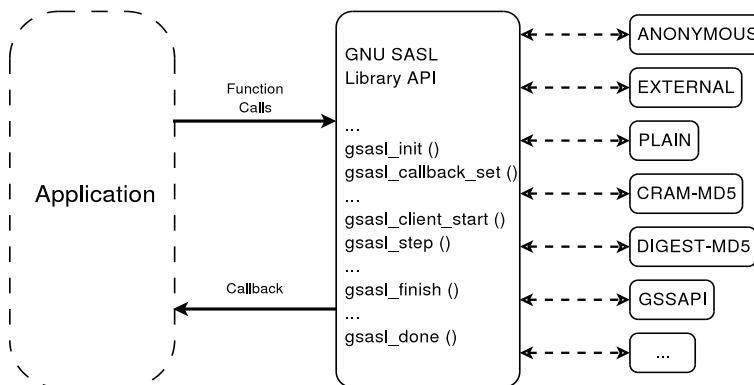 Application
Function
Calls
Callback
GNU SASL
Library API
...
gsasl_init ()
gsasl_callback_set ()
...
gsasl_client_start ()
gsasl_step ()
...
gsasl_finish ()
...
gsasl_done ()
ANONYMOUS
EXTERNAL
PLAIN
CRAM-MD5
DIGEST-MD5
GSSAPI
...